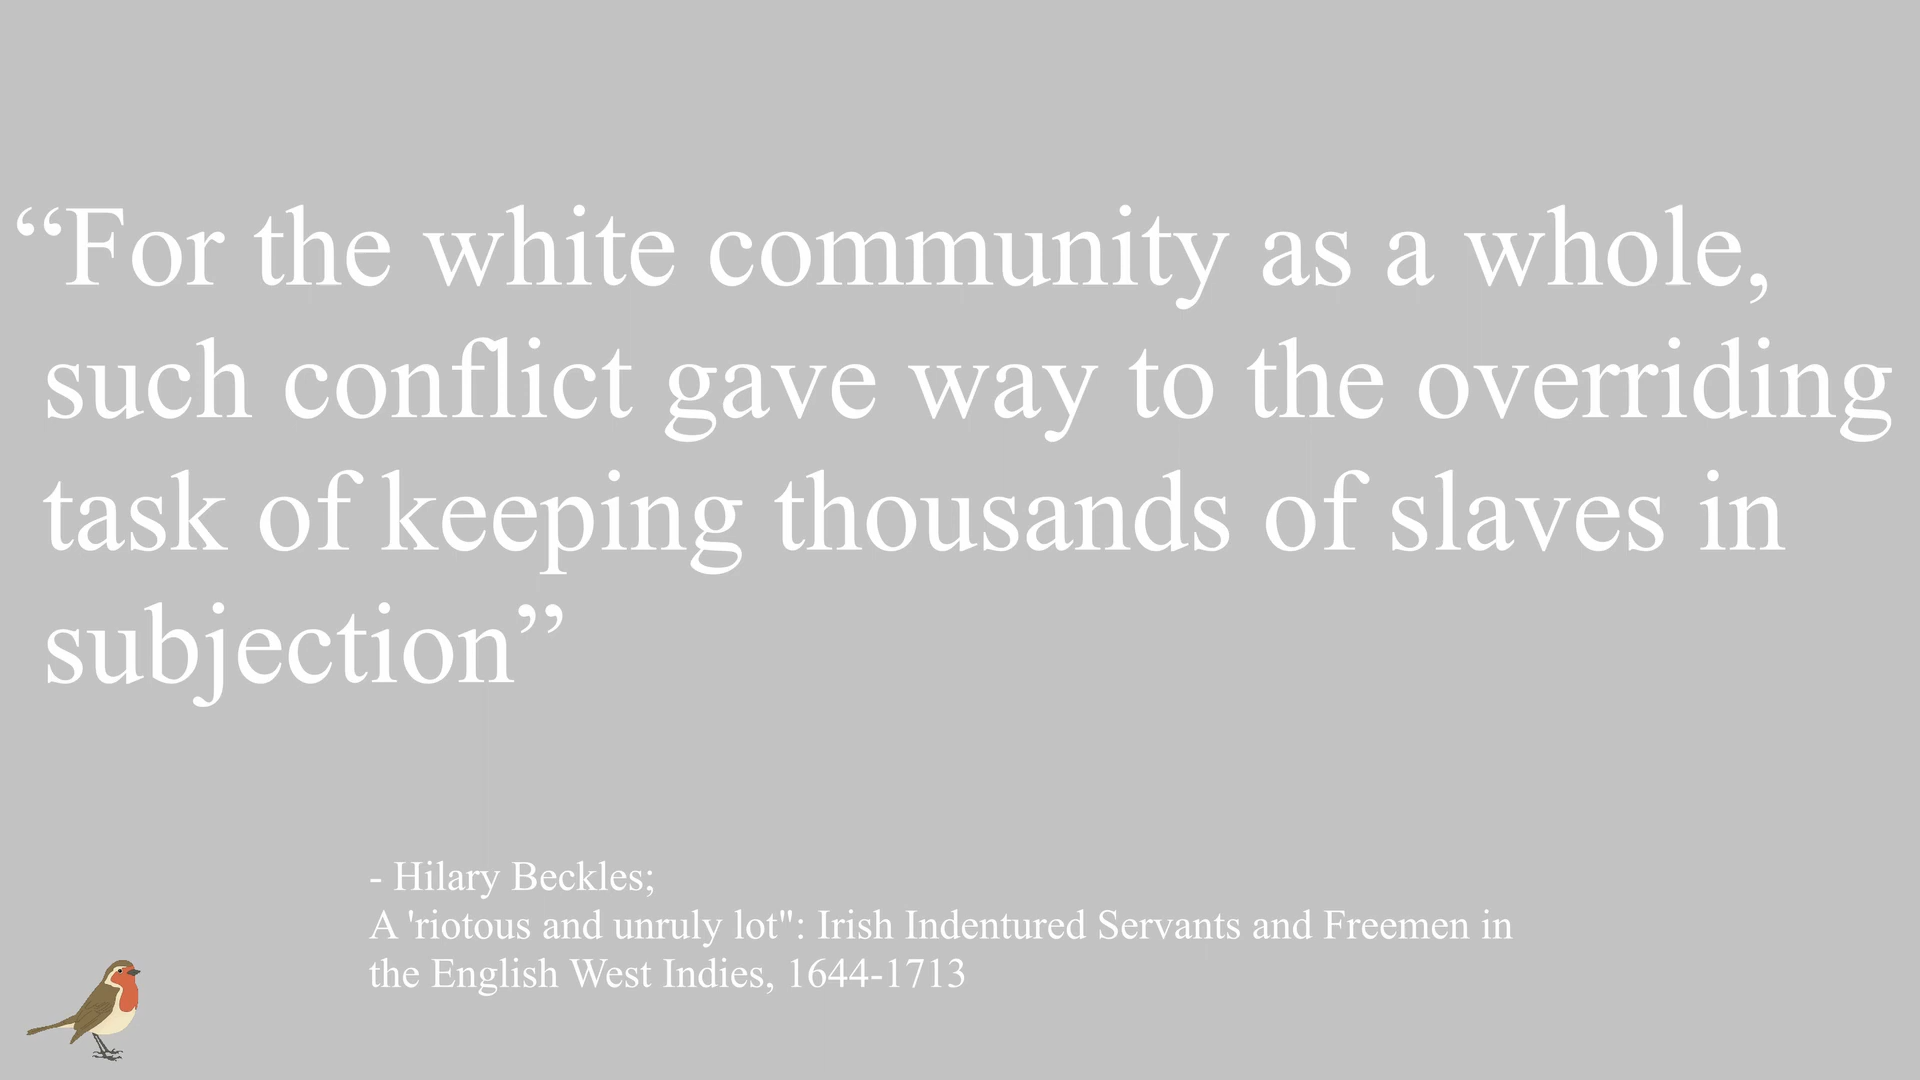 “For the white community as a whole,
such conflict gave way to the overriding
task of keeping thousands of slaves in
subjection”
- Hilary Beckles;
A 'riotous and unruly lot": Irish Indentured Servants and Freemen in
the English West Indies, 1644-1713